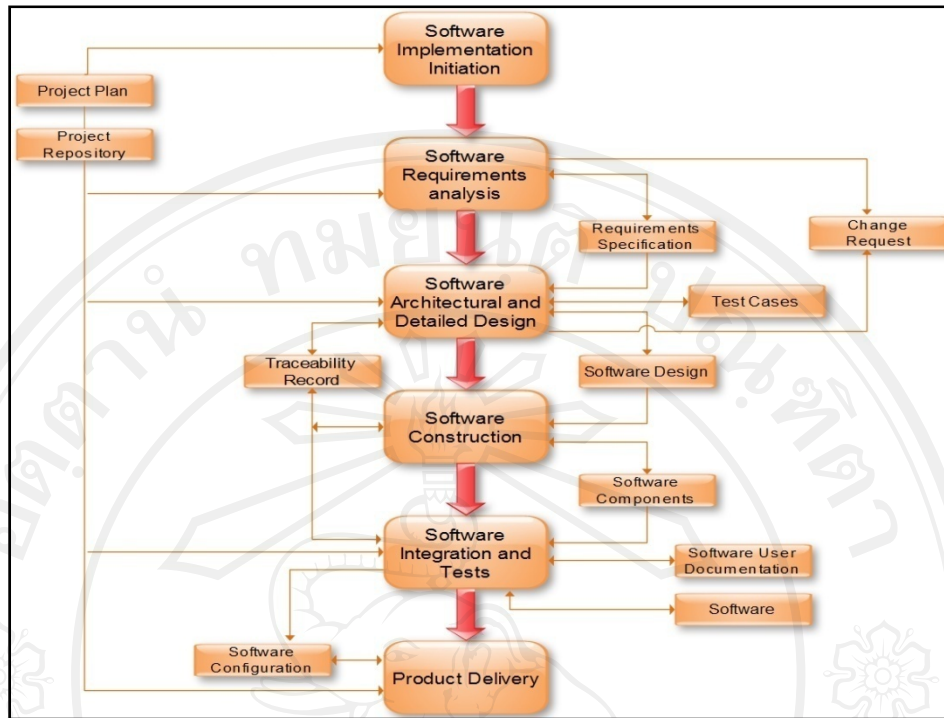 Software
Implementation
Initiation
Project Plan
Project
Repository
Software
Requirements
analysis
Requirements
Specification
Change
Request
Software
Architectural and
Detailed Design
Test Cases
Traceability
Record
Software Design
Software
Construction
Software
Components
Software
Integration and
Tests
Software User
Documentation
Software
Software
Configuration
Product Delivery